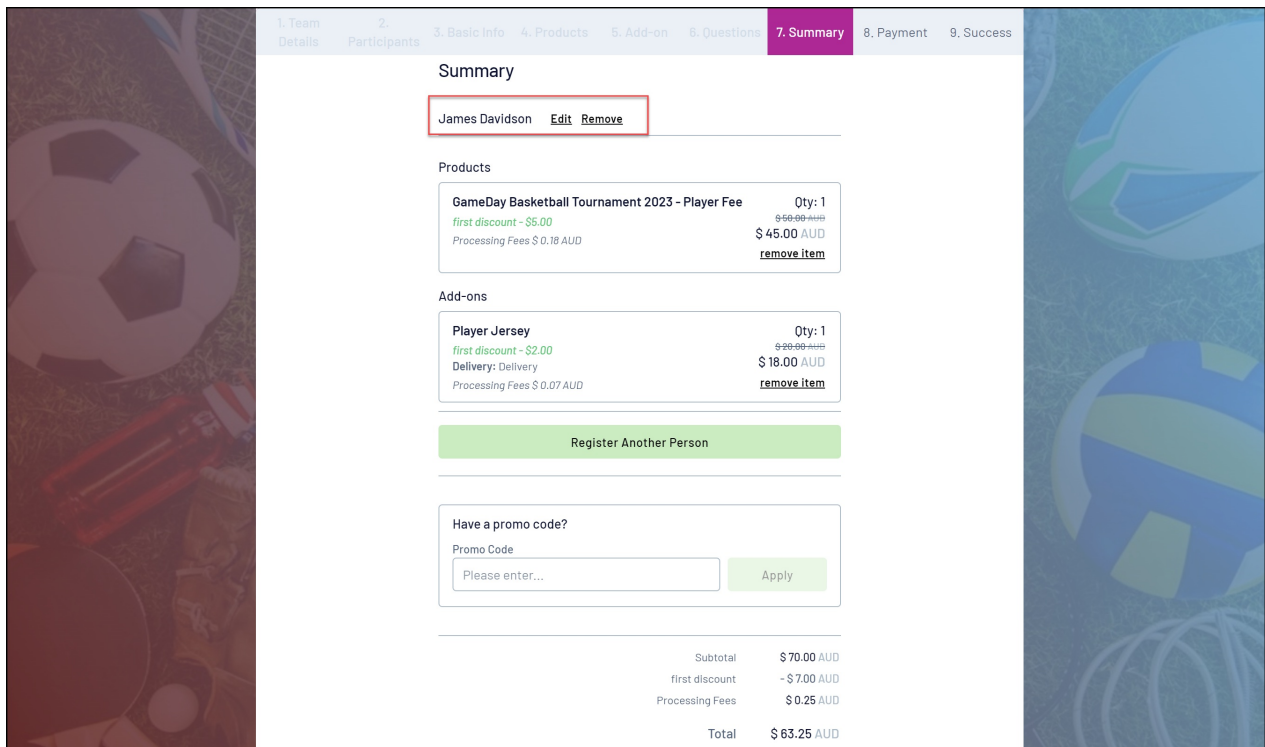 1. Team Details
2. Participants
3. Basic Info
4. Products
5. Add-on
6. Questions
7. Summary
8. Payment
9. Success
Summary
James Davidson Edit Remove
Products
GameDay Basketball Tournament 2023 - Player Fee Qty: 1
first discount - $5.00 $ 50.00 AUD
Processing Fees $ 0.18 AUD $ 45.00 AUD
remove item
Add-ons
Player Jersey Qty: 1
first discount - $2.00 $ 20.00 AUD
Delivery: Delivery $ 18.00 AUD
Processing Fees $ 0.07 AUD remove item
Register Another Person
Have a promo code?
Promo Code
Please enter... Apply
Subtotal $ 70.00 AUD
first discount - $ 7.00 AUD
Processing Fees $ 0.25 AUD
Total $ 63.25 AUD